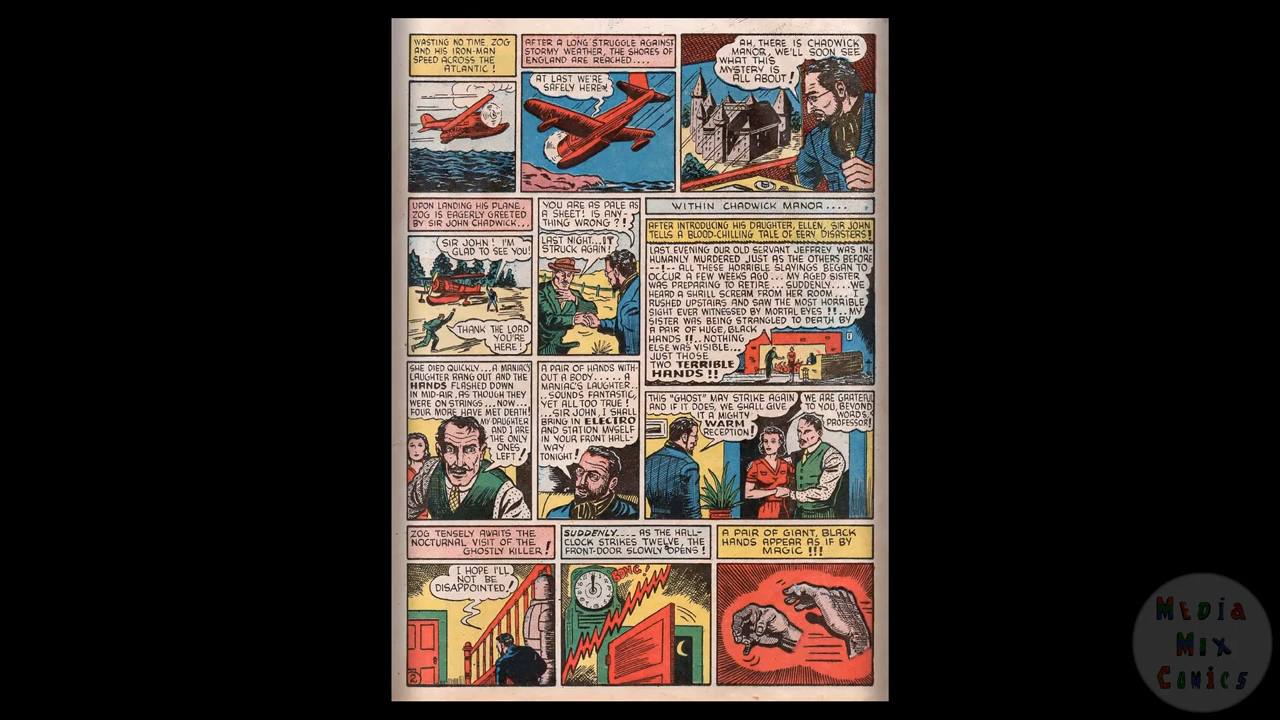 WASTING NO TIME, ZOG
AND HIS IRON-MAN
SPEED ACROSS THE
ATLANTIC!
AFTER A LONG STRUGGLE AGAINST
STORMY WEATHER, THE SHORES OF
ENGLAND ARE REACHED....
AT LAST WE'RE
SAFELY HERE!
AH, THERE IS CHADWICK
MANOR, WE'LL SOON SEE
WHAT THIS
MYSTERY IS
ALL ABOUT!
UPON LANDING HIS PLANE,
ZOG IS EAGERLY GREETED
BY SIR JOHN CHADWICK...
SIR JOHN! I'M
GLAD TO SEE YOU!
THANK THE LORD
YOU'RE
HERE!
YOU ARE AS PALE AS
A SHEET! IS ANY-
THING WRONG?!
LAST NIGHT...IT
STRUCK AGAIN!
WITHIN CHADWICK MANOR....
AFTER INTRODUCING HIS DAUGHTER, ELLEN, SIR JOHN
TELLS A BLOOD-CHILLING TALE OF EERY DISASTERS!
LAST EVENING OUR OLD SERVANT JEFFREY WAS IN-
HUMANLY MURDERED JUST AS THE OTHERS BEFORE
--!-- ALL THESE HORRIBLE SLAYINGS BEGAN TO
OCCUR A FEW WEEKS AGO... MY AGED SISTER
WAS PREPARING TO RETIRE... SUDDENLY.....WE
HEARD A SHRILL SCREAM FROM HER ROOM... I
RUSHED UPSTAIRS AND SAW THE MOST HORRIBLE
SIGHT EVER WITNESSED BY MORTAL EYES!!..MY
SISTER WAS BEING STRANGLED TO DEATH BY
A PAIR OF HUGE, BLACK
HANDS!!..NOTHING
ELSE WAS VISIBLE...
JUST THOSE
TWO TERRIBLE
HANDS!!
SHE DIED QUICKLY...A MANIAC'S
LAUGHTER RANG OUT AND THE
HANDS FLASHED DOWN
IN MID-AIR, AS THOUGH THEY
WERE ON STRINGS...NOW...
FOUR MORE HAVE MET DEATH!
MY DAUGHTER
AND I ARE
THE ONLY
ONES
LEFT!
A PAIR OF HANDS WITH-
OUT A BODY.....A
MANIAC'S LAUGHTER..
..SOUNDS FANTASTIC,
YET ALL TOO TRUE!
...SIR JOHN, I SHALL
BRING IN ELECTRO
AND STATION MYSELF
IN YOUR FRONT HALL-
WAY
TONIGHT!
THIS "GHOST" MAY STRIKE AGAIN
AND IF IT DOES, WE SHALL GIVE
IT A MIGHTY
WARM
RECEPTION!
WE ARE GRATEFUL
TO YOU, BEYOND
WORDS,
PROFESSOR!
ZOG TENSELY AWAITS THE
NOCTURNAL VISIT OF THE
GHOSTLY KILLER!
I HOPE I'LL
NOT BE
DISAPPOINTED!
2
SUDDENLY.... AS THE HALL-
CLOCK STRIKES TWELVE, THE
FRONT-DOOR SLOWLY OPENS!
BONG!
A PAIR OF GIANT, BLACK
HANDS APPEAR AS IF BY
MAGIC!!!
MEDIA
MIX
COMICS